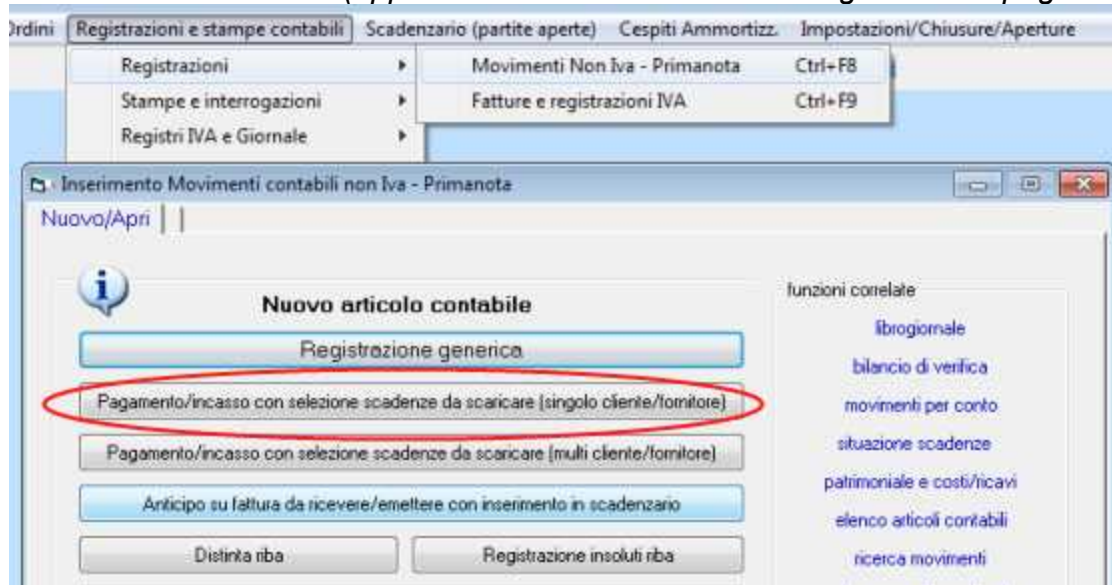 Ordini Registrazioni e stampe contabili Scadenzario (partite aperte) Cespiti Ammortizz. Impostazioni/Chiusure/Aperture
Registrazioni Movimenti Non Iva - Primanota Ctrl+F8
Stampe e interrogazioni Fatture e registrazioni IVA Ctrl+F9
Registri IVA e Giornale
Inserimento Movimenti contabili non Iva - Primanota
Nuovo/Apri
Nuovo articolo contabile
funzioni correlate
Registrazione generica
librogiornale
bilancio di verifica
Pagamento/incasso con selezione scadenze da scaricare (singolo cliente/fornitore)
movimenti per conto
Pagamento/incasso con selezione scadenze da scaricare (multi cliente/fornitore)
situazione scadenze
patrimoniale e costi/ricavi
Anticipo su fattura da ricevere/emettere con inserimento in scadenzario
elenco articoli contabili
Distinta riba Registrazione insoluti riba
ricerca movimenti